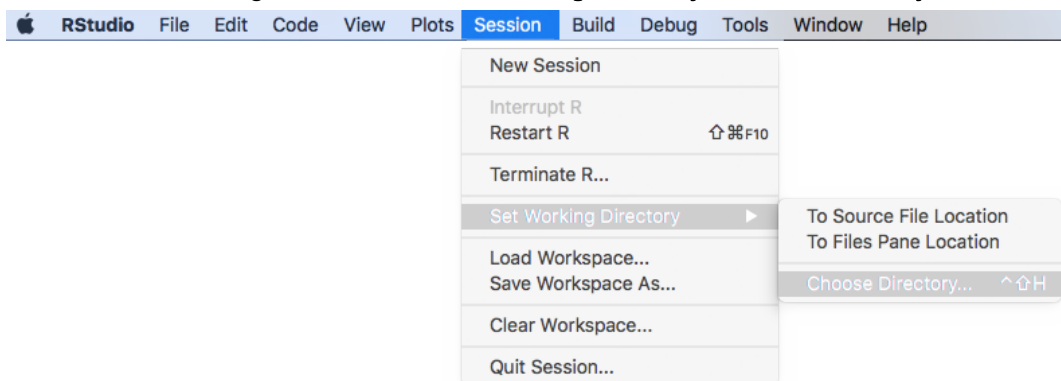 RStudio File Edit Code View Plots Session Build Debug Tools Window Help
New Session
Interrupt R
Restart R ⇧⌘F10
Terminate R...
Set Working Directory ▶
To Source File Location
To Files Pane Location
Choose Directory... ^⇧H
Load Workspace...
Save Workspace As...
Clear Workspace...
Quit Session...